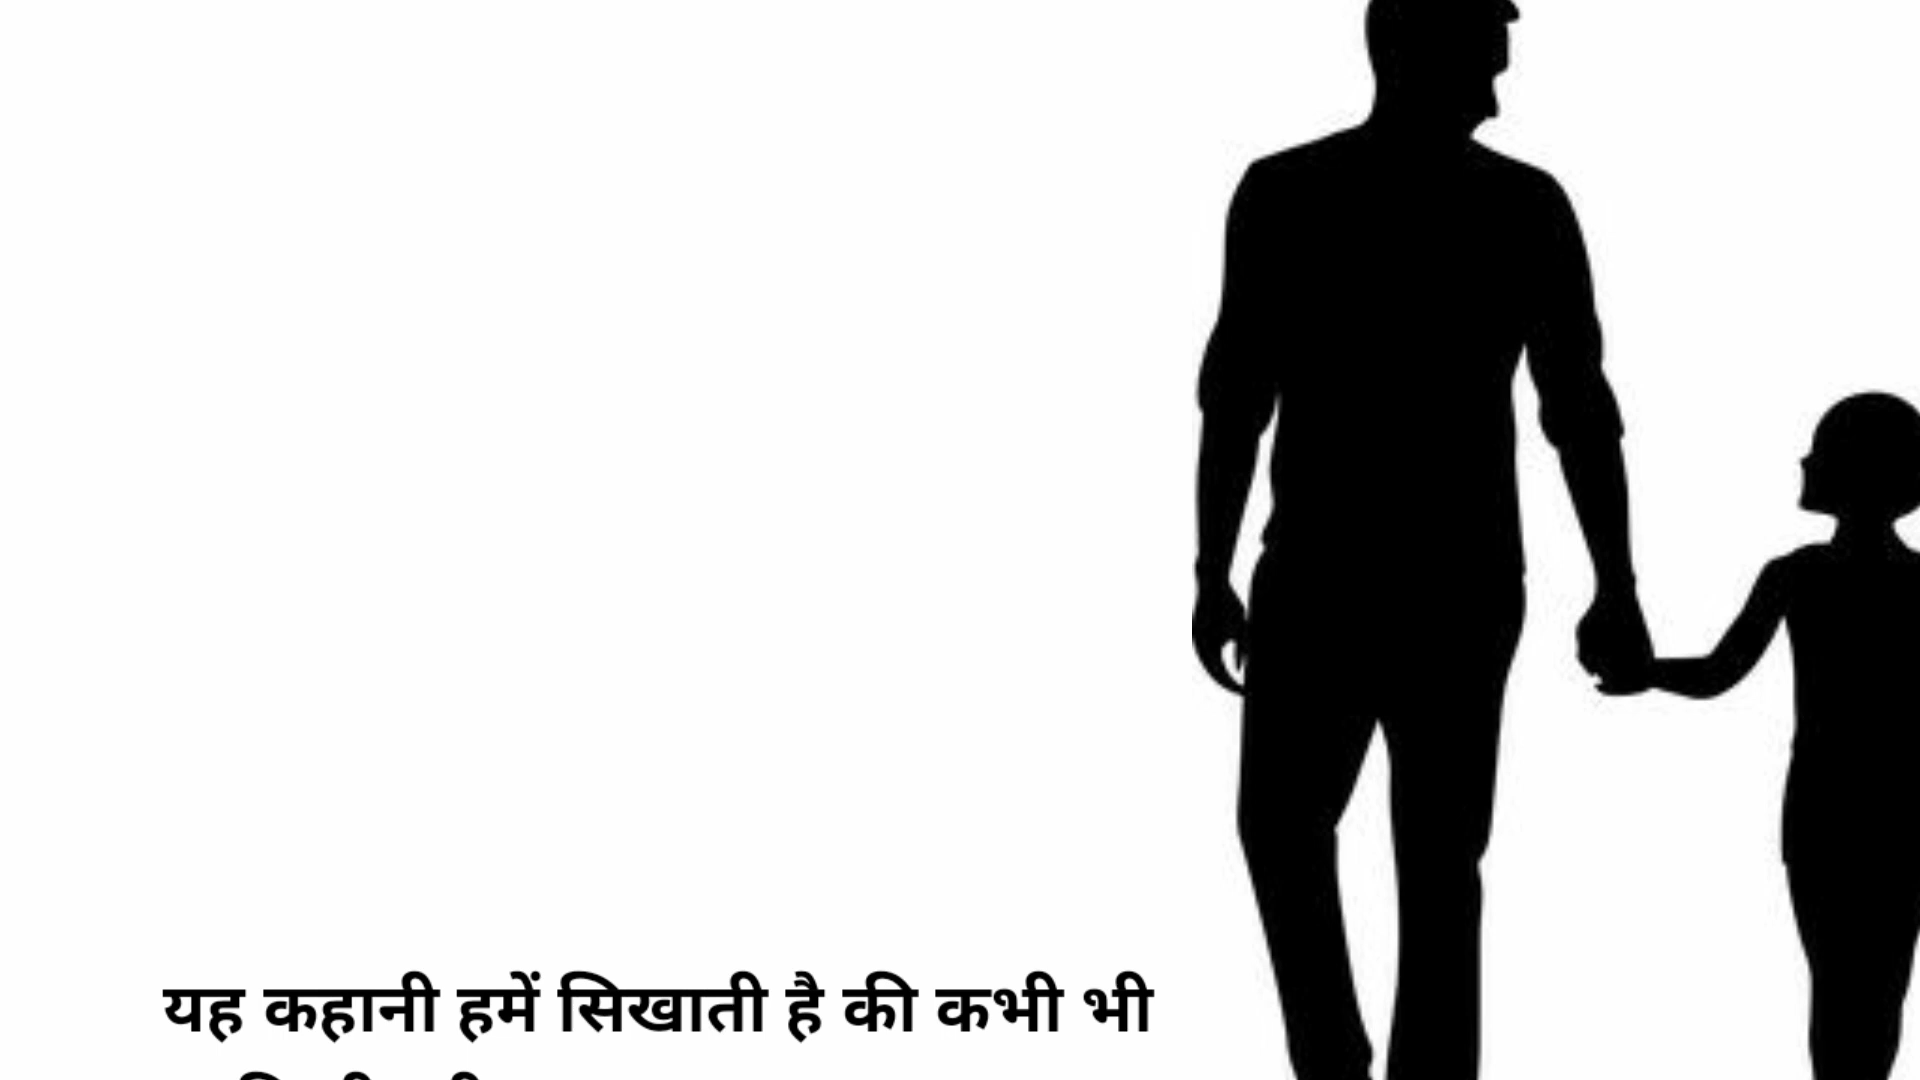 यह कहानी हमें सिखाती है की कभी भी